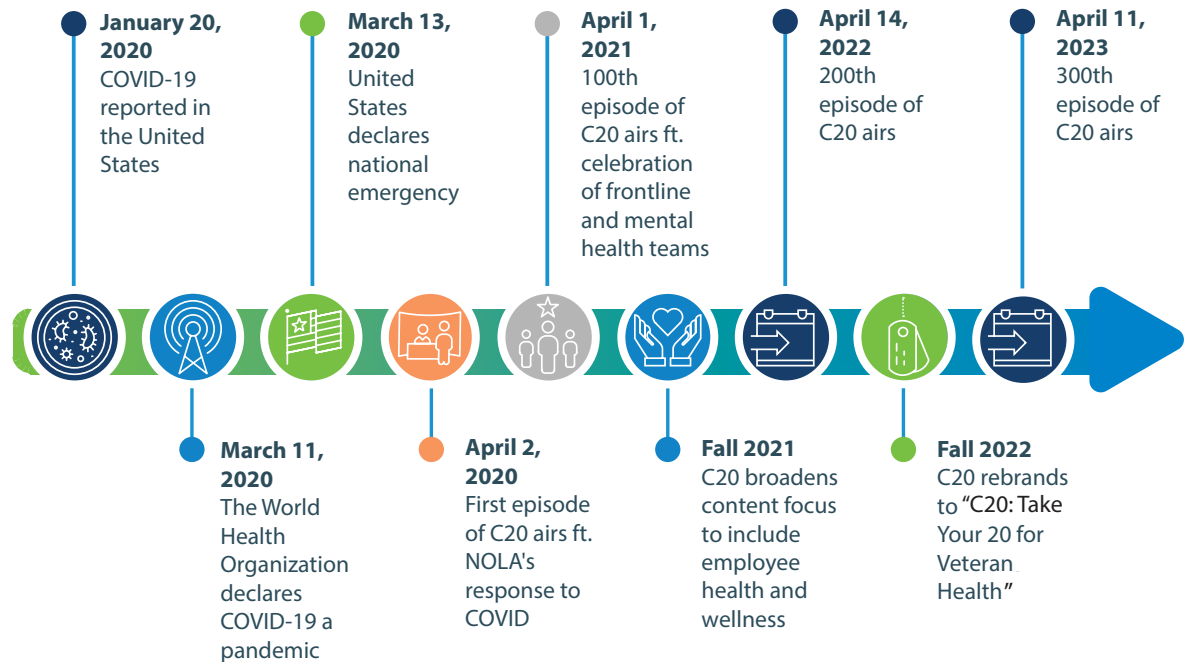 January 20,
2020
COVID-19
reported in
the United
States
March 13,
2020
United
States
declares
national
emergency
April 1,
2021
100th
episode of
C20 airs ft.
celebration
of frontline
and mental
health teams
April 14,
2022
200th
episode of
C20 airs
April 11,
2023
300th
episode of
C20 airs
March 11,
2020
The World
Health
Organization
declares
COVID-19 a
pandemic
April 2,
2020
First episode
of C20 airs ft.
NOLA's
response to
COVID
Fall 2021
C20 broadens
content focus
to include
employee
health and
wellness
Fall 2022
C20 rebrands
to “C20: Take
Your 20 for
Veteran
Health”